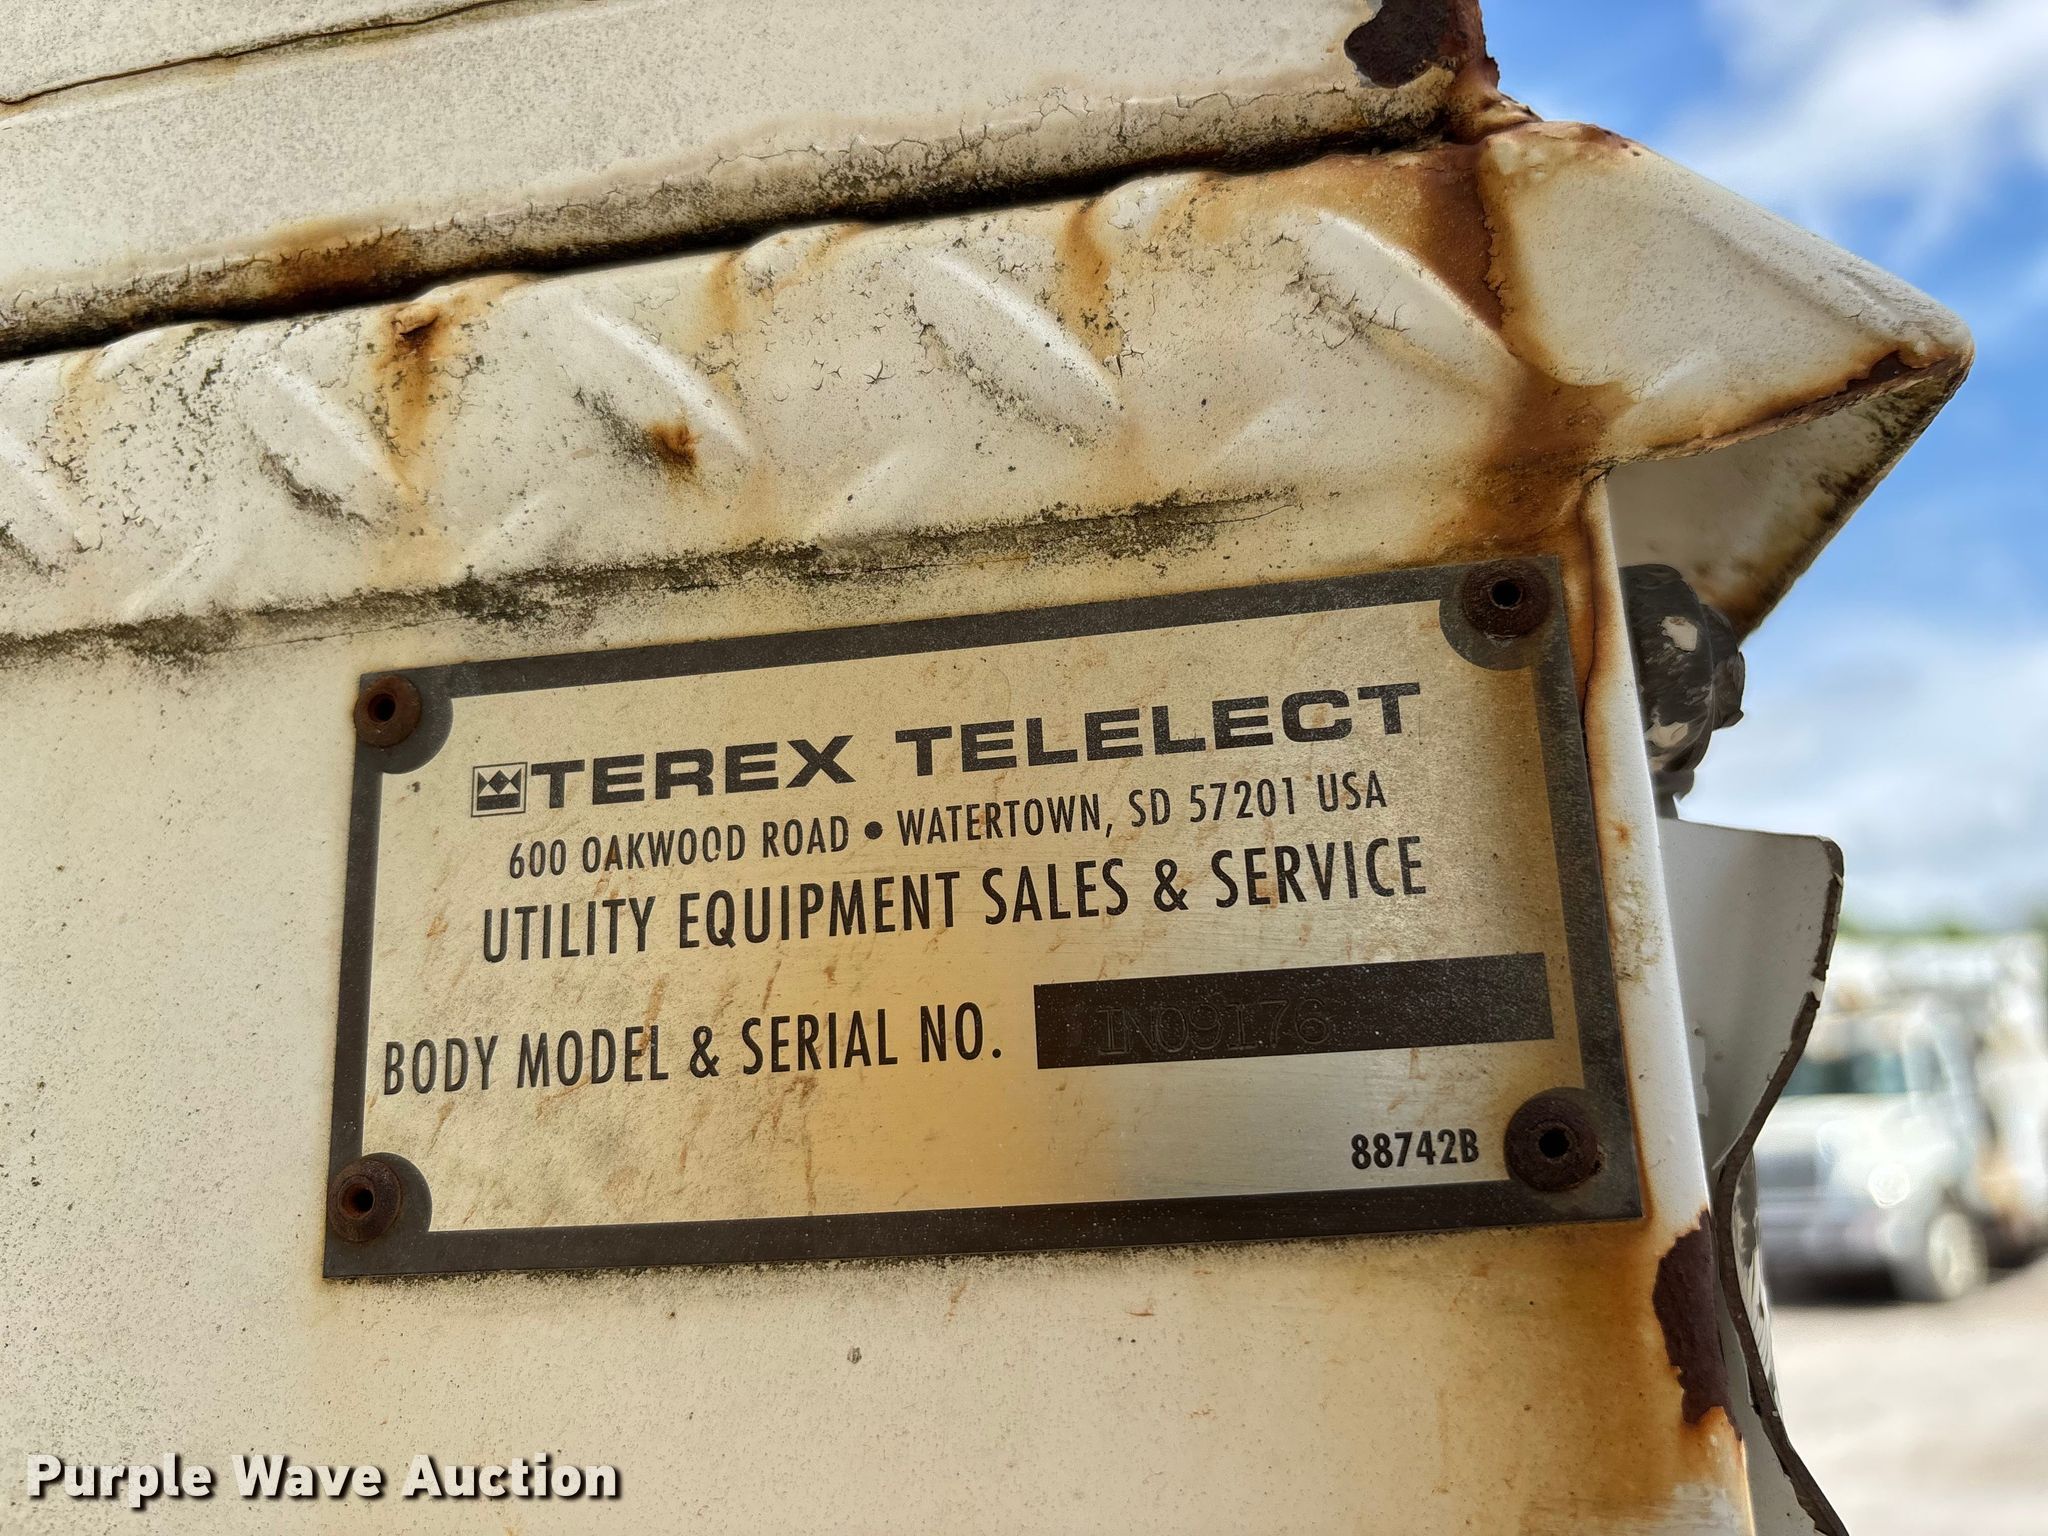 TEREX TELELECT
600 OAKWOOD ROAD • WATERTOWN, SD 57201 USA
UTILITY EQUIPMENT SALES & SERVICE
BODY MODEL & SERIAL NO. IN09176
88742B
Purple Wave Auction